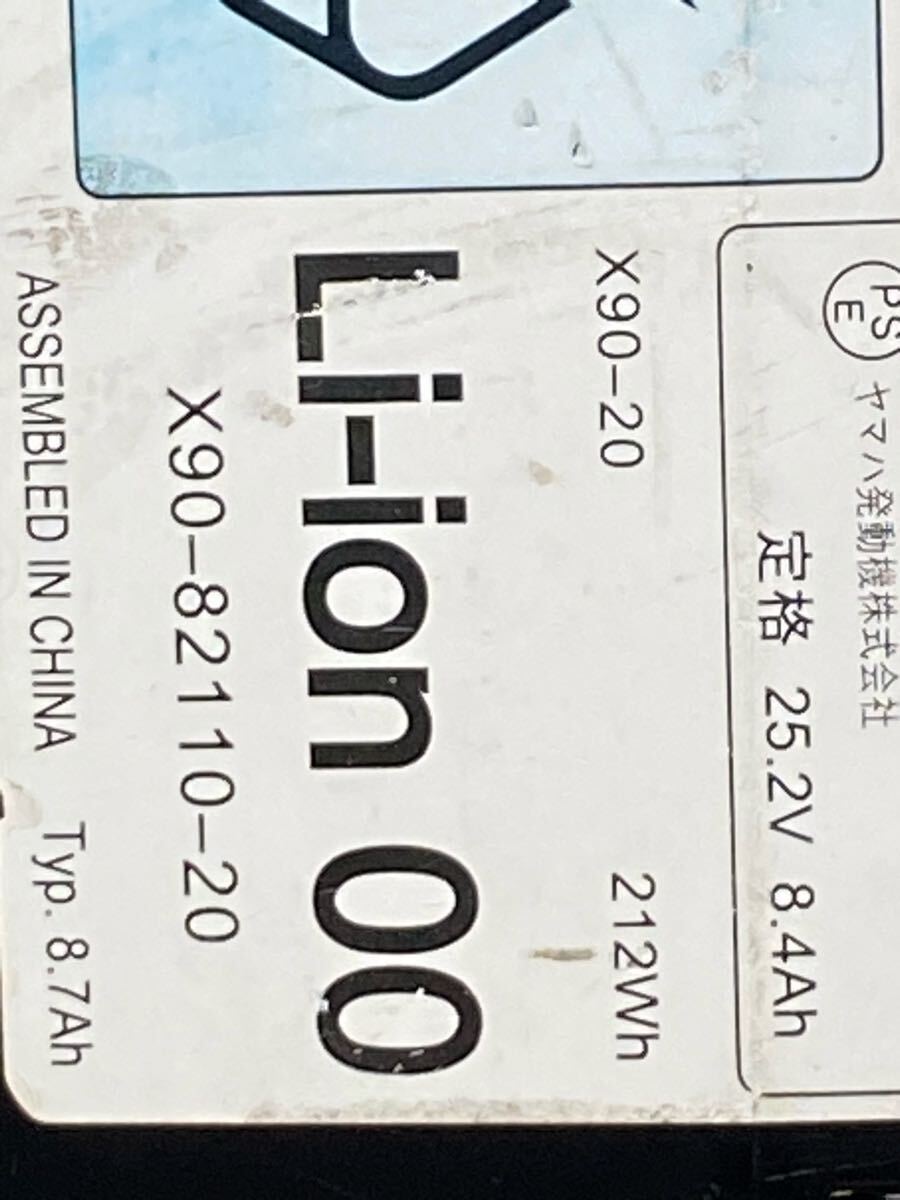 PS
E
ヤマハ発動機株式会社
定格 25.2V 8.4Ah
X90-20 212Wh
Li-ion 00
X90-82110-20
ASSEMBLED IN CHINA Typ. 8.7Ah